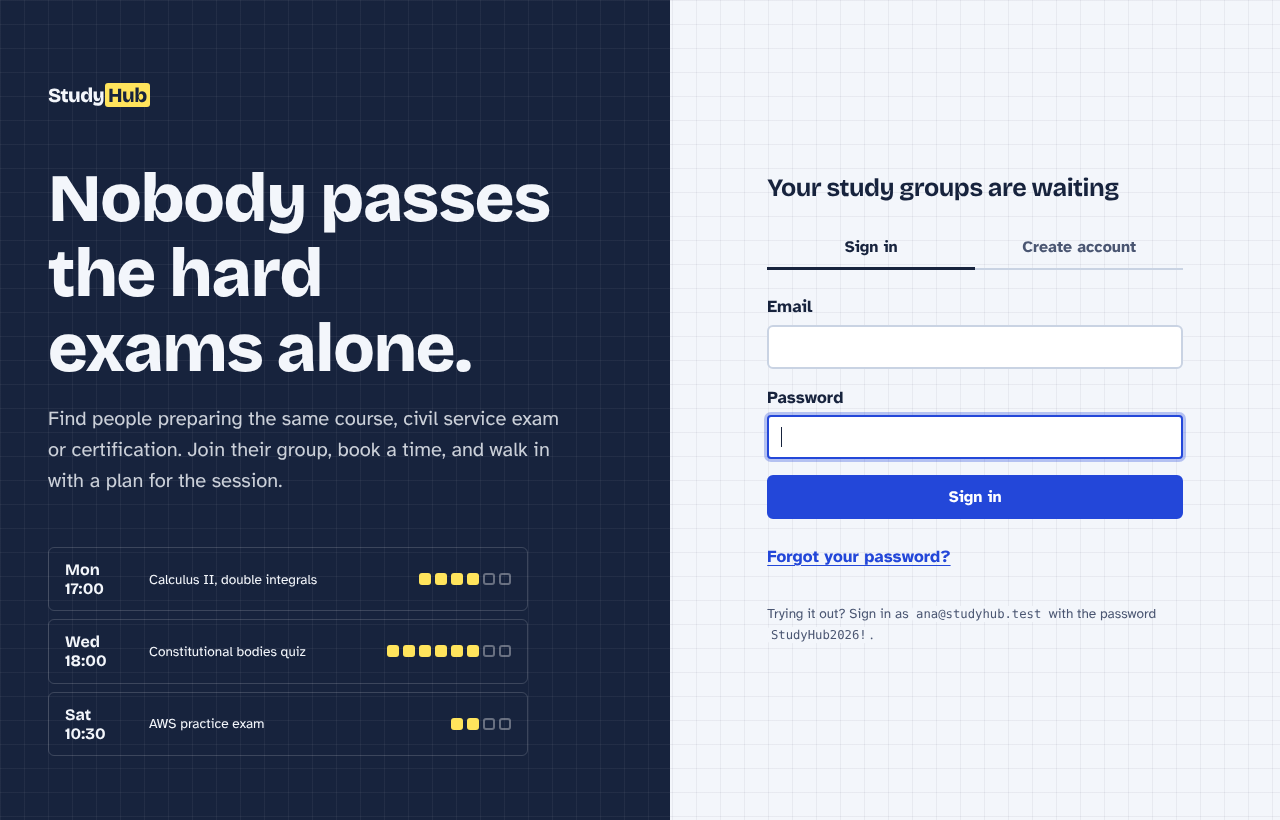 StudyHub
Nobody passes
the hard
exams alone.
Find people preparing the same course, civil service exam
or certification. Join their group, book a time, and walk in
with a plan for the session.
Mon
17:00
Calculus II, double integrals
Wed
18:00
Constitutional bodies quiz
Sat
10:30
AWS practice exam
Your study groups are waiting
Sign in
Create account
Email
Password
Sign in
Forgot your password?
Trying it out? Sign in as ana@studyhub.test with the password
StudyHub2026!.